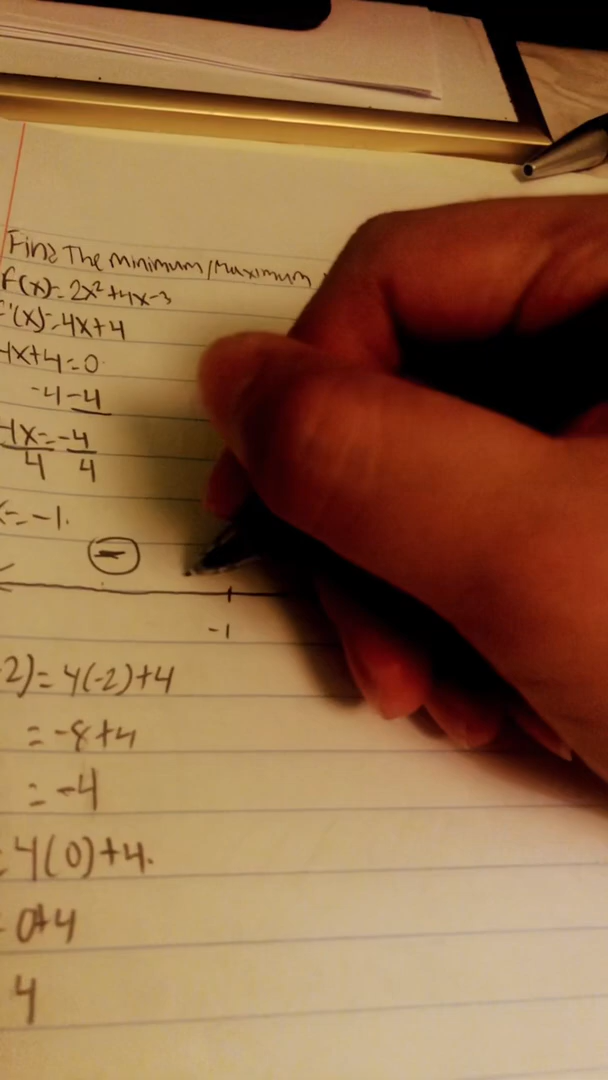 Find The minimum/Maximum
F(x)=2x²+4x-3
F'(x)=4x+4
4x+4=0
-4 -4
4x=-4
4 4
x=-1.
-
-1
2)=4(-2)+4
=-8+4
=-4
=4(0)+4.
0+4
4